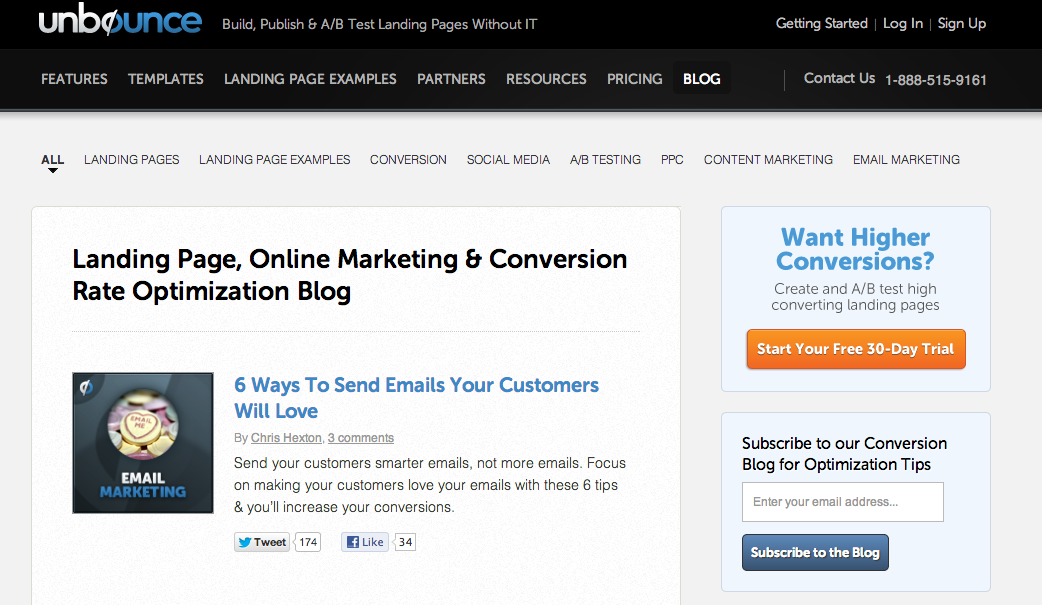 unbounce
Build, Publish & A/B Test Landing Pages Without IT
Getting Started | Log In | Sign Up
FEATURES TEMPLATES LANDING PAGE EXAMPLES PARTNERS RESOURCES PRICING BLOG
Contact Us 1-888-515-9161
ALL LANDING PAGES LANDING PAGE EXAMPLES CONVERSION SOCIAL MEDIA A/B TESTING PPC CONTENT MARKETING EMAIL MARKETING
Landing Page, Online Marketing & Conversion
Rate Optimization Blog
EMAIL
ME
EMAIL
MARKETING
6 Ways To Send Emails Your Customers
Will Love
By Chris Hexton, 3 comments
Send your customers smarter emails, not more emails. Focus
on making your customers love your emails with these 6 tips
& you'll increase your conversions.
Tweet 174 Like 34
Want Higher
Conversions?
Create and A/B test high
converting landing pages
Start Your Free 30-Day Trial
Subscribe to our Conversion
Blog for Optimization Tips
Enter your email address...
Subscribe to the Blog